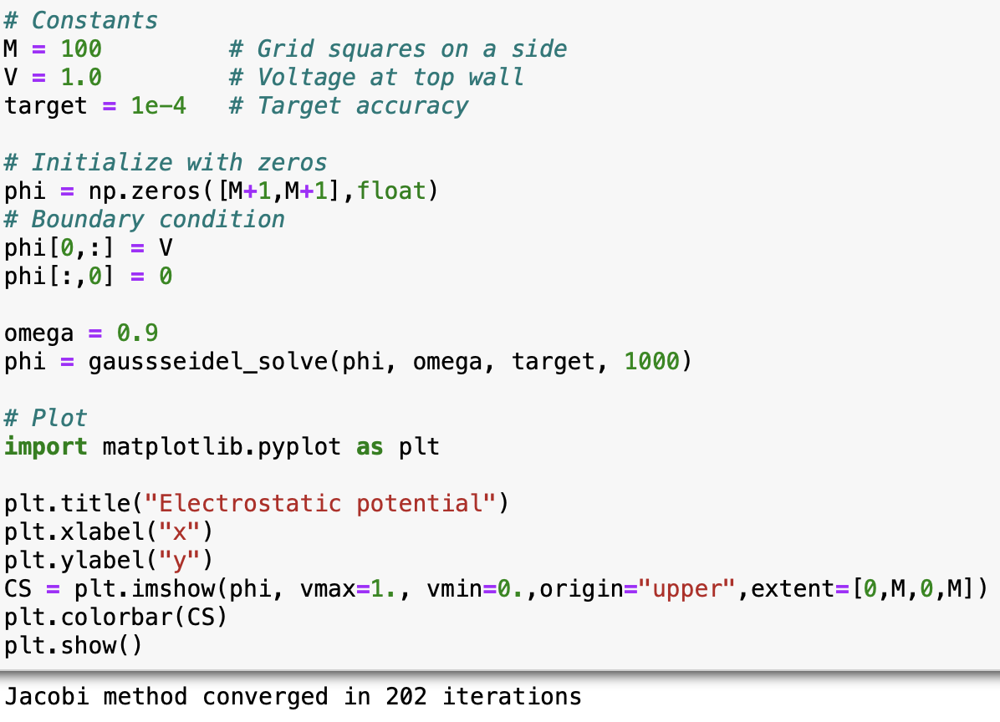 # Constants
M = 100         # Grid squares on a side
V = 1.0         # Voltage at top wall
target = 1e-4   # Target accuracy

# Initialize with zeros
phi = np.zeros([M+1,M+1],float)
# Boundary condition
phi[0,:] = V
phi[:,0] = 0

omega = 0.9
phi = gaussseidel_solve(phi, omega, target, 1000)

# Plot
import matplotlib.pyplot as plt

plt.title("Electrostatic potential")
plt.xlabel("x")
plt.ylabel("y")
CS = plt.imshow(phi, vmax=1., vmin=0.,origin="upper",extent=[0,M,0,M])
plt.colorbar(CS)
plt.show()
Jacobi method converged in 202 iterations